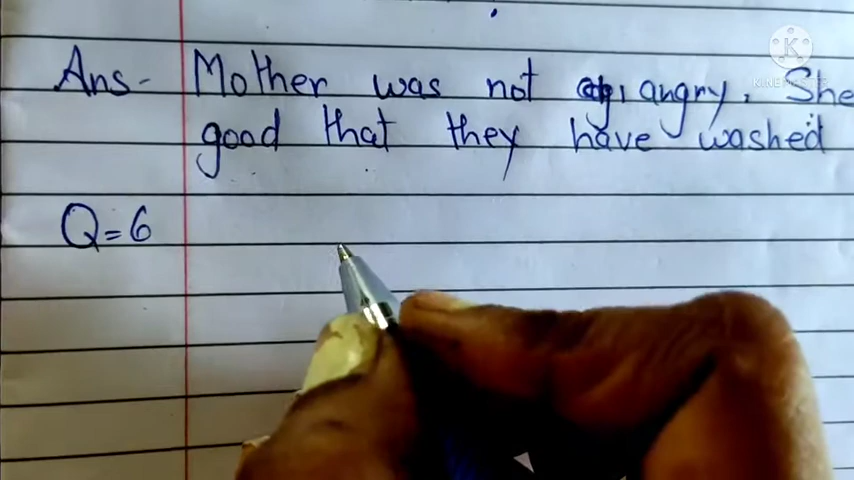 Ans- Mother was not angry. She
good that they have washed
Q=6